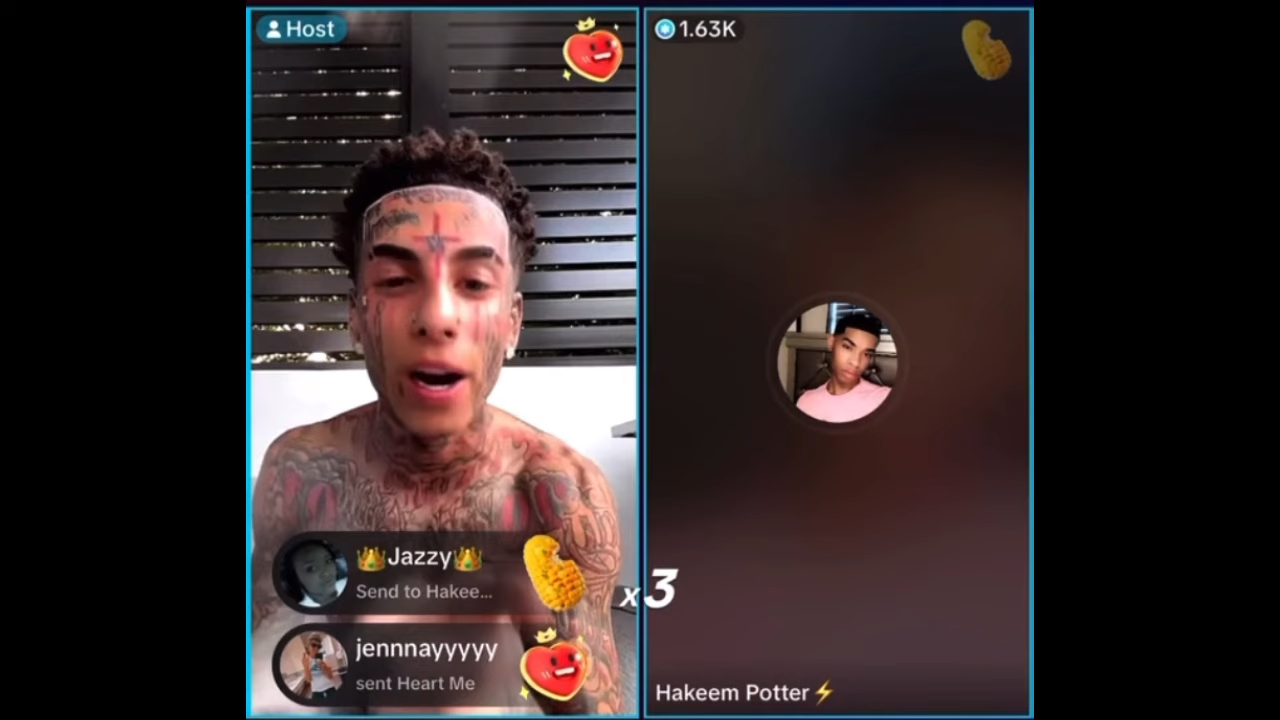 Host
1.63K
👑Jazzy👑
Send to Hakee...
x3
jennnayyyyy
sent Heart Me
Hakeem Potter⚡